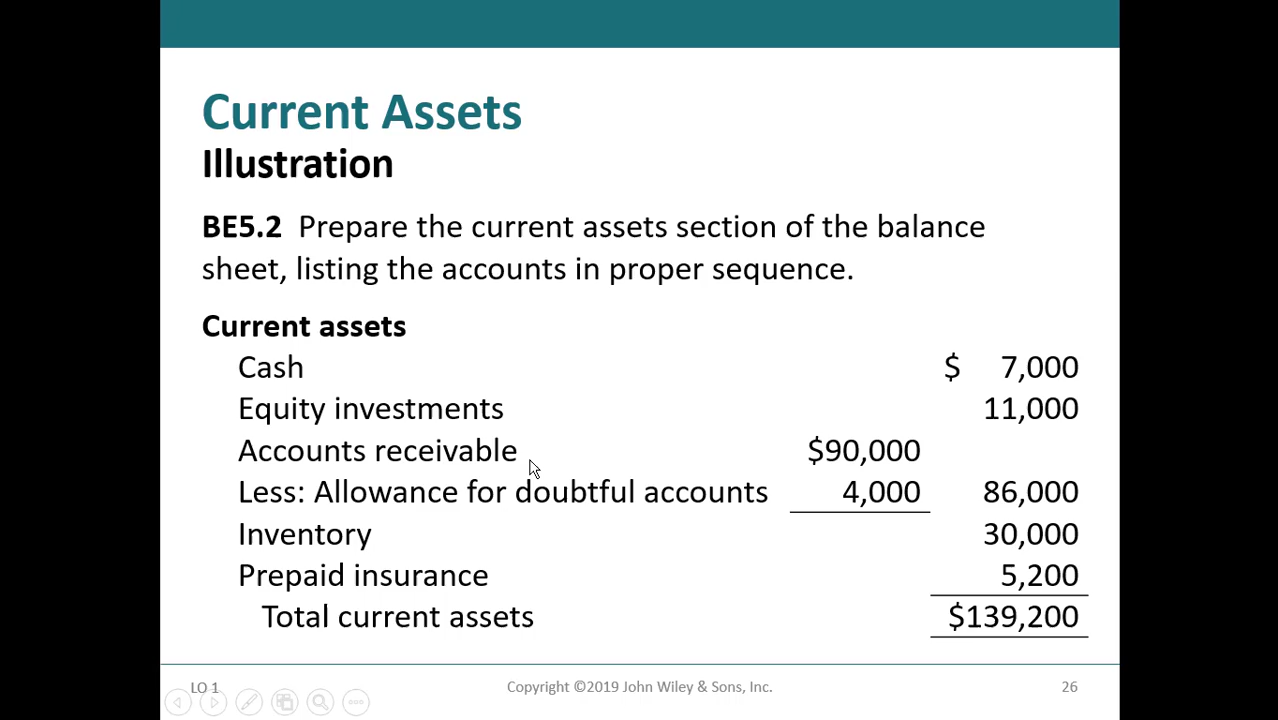 Current Assets
Illustration
BE5.2 Prepare the current assets section of the balance
sheet, listing the accounts in proper sequence.
Current assets
Cash $ 7,000
Equity investments 11,000
Accounts receivable $90,000
Less: Allowance for doubtful accounts 4,000 86,000
Inventory 30,000
Prepaid insurance 5,200
Total current assets $139,200
LO 1 Copyright ©2019 John Wiley & Sons, Inc. 26